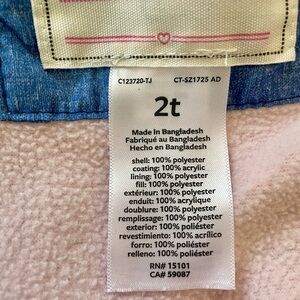 C123720-TJ CT-SZ1725 AD
2t
Made in Bangladesh
Fabriqué au Bangladesh
Hecho en Bangladesh
shell: 100% polyester
coating: 100% acrylic
lining: 100% polyester
fill: 100% polyester
extérieur: 100% polyester
enduit: 100% acrylique
doublure: 100% polyester
remplissage: 100% polyester
exterior: 100% poliéster
revestimiento: 100% acrílico
forro: 100% poliéster
relleno: 100% poliéster
RN# 15101
CA# 59087